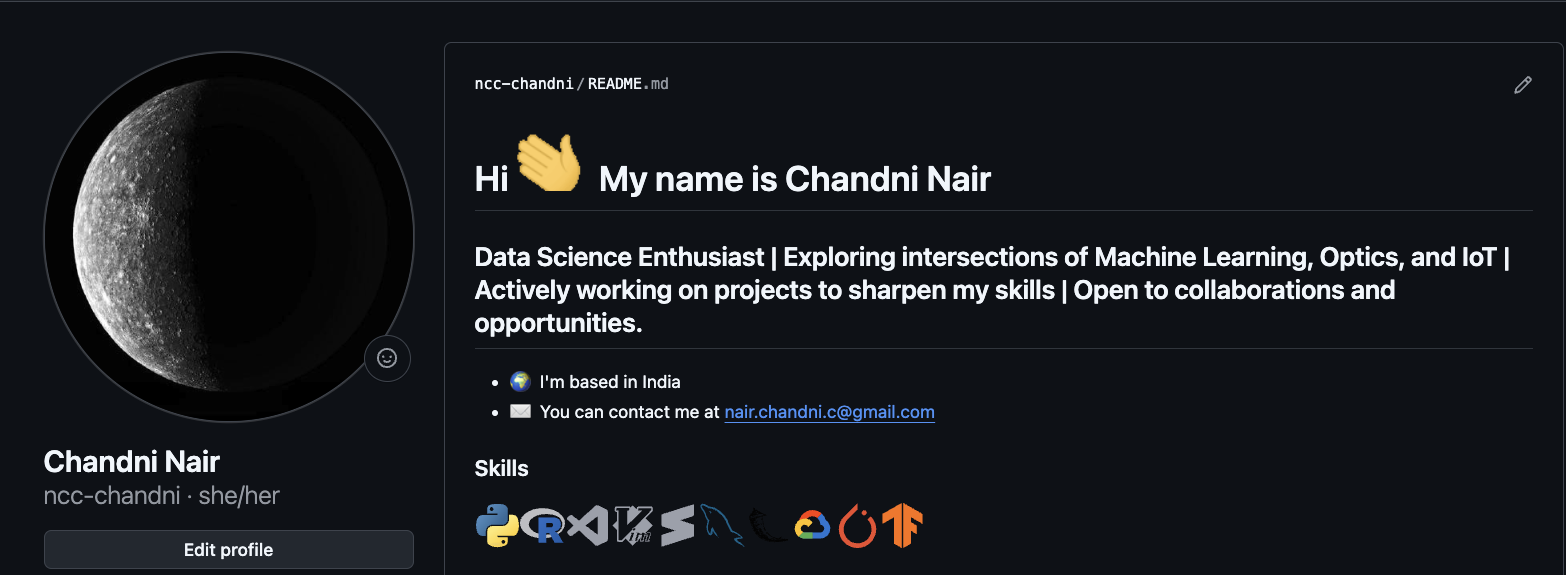 ncc-chandni/README.md
Hi 👋 My name is Chandni Nair
Data Science Enthusiast | Exploring intersections of Machine Learning, Optics, and IoT |
Actively working on projects to sharpen my skills | Open to collaborations and
opportunities.
• 🌍 I'm based in India
• ✉️ You can contact me at nair.chandni.c@gmail.com
Skills
R Vim
Chandni Nair
ncc-chandni · she/her
Edit profile